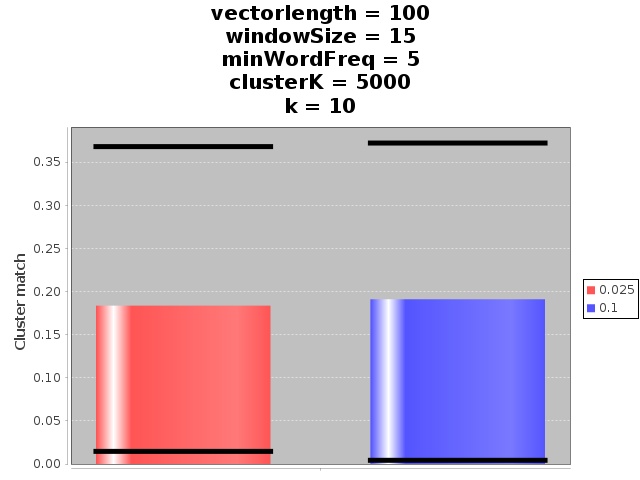 vectorlength = 100
windowSize = 15
minWordFreq = 5
clusterK = 5000
k = 10
Cluster match
0.35
0.30
0.25
0.20
0.15
0.10
0.05
0.00
0.025
0.1